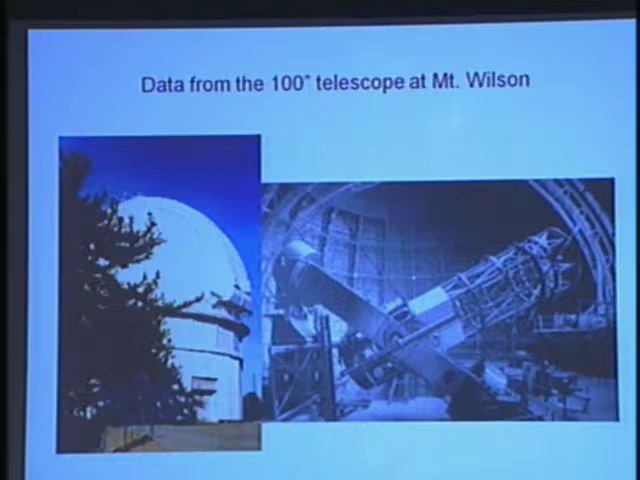 Data from the 100" telescope at Mt. Wilson